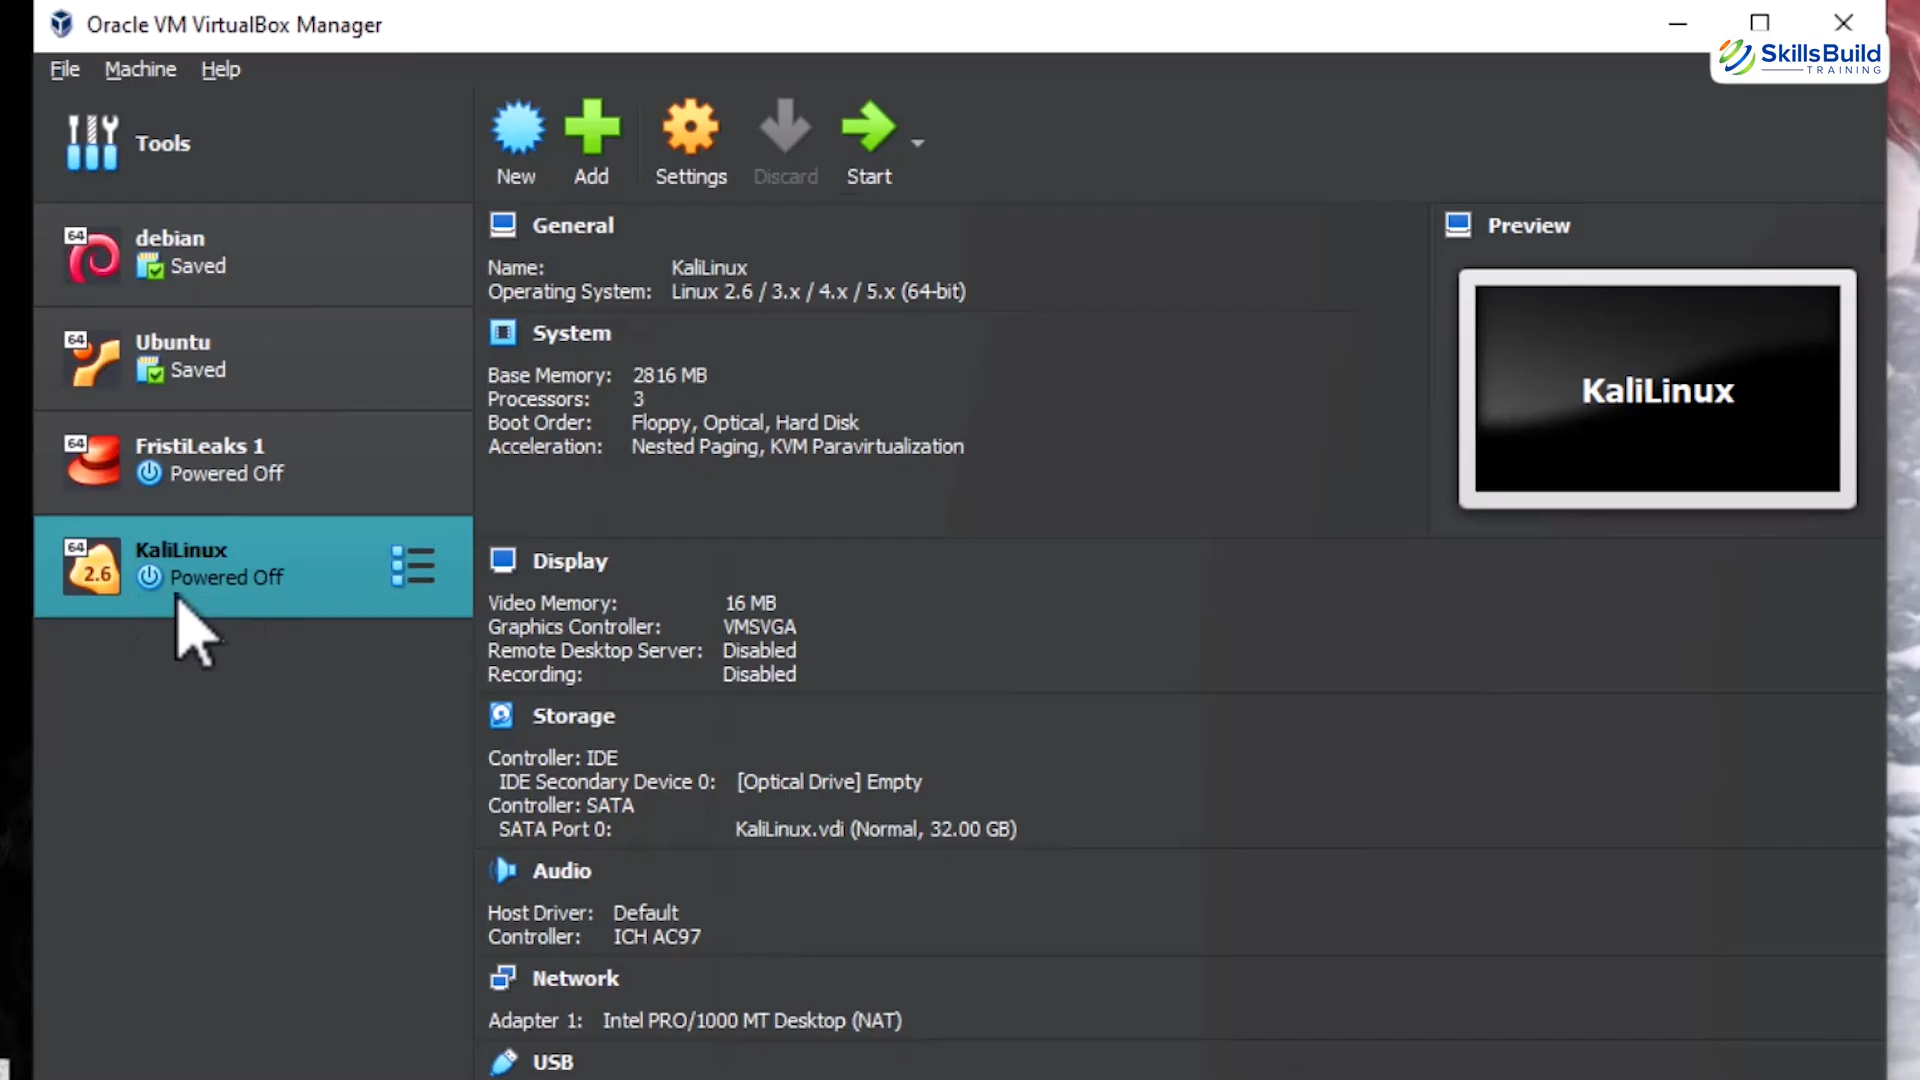 Oracle VM VirtualBox Manager
SkillsBuild
TRAINING
File Machine Help
Tools
New Add Settings Discard Start
64
debian
Saved
64
Ubuntu
Saved
64
FristiLeaks 1
Powered Off
64
2.6
KaliLinux
Powered Off
General
Name: KaliLinux
Operating System: Linux 2.6 / 3.x / 4.x / 5.x (64-bit)
System
Base Memory: 2816 MB
Processors: 3
Boot Order: Floppy, Optical, Hard Disk
Acceleration: Nested Paging, KVM Paravirtualization
Preview
KaliLinux
Display
Video Memory: 16 MB
Graphics Controller: VMSVGA
Remote Desktop Server: Disabled
Recording: Disabled
Storage
Controller: IDE
IDE Secondary Device 0: [Optical Drive] Empty
Controller: SATA
SATA Port 0: KaliLinux.vdi (Normal, 32.00 GB)
Audio
Host Driver: Default
Controller: ICH AC97
Network
Adapter 1: Intel PRO/1000 MT Desktop (NAT)
USB